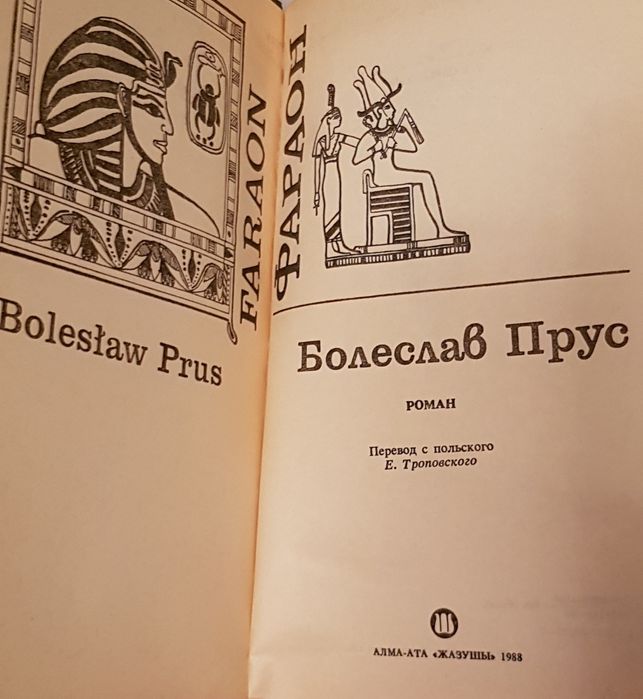 FARAON
Bolesław Prus
ФАРАОН
Болеслав Прус
РОМАН
Перевод с польского
Е. Троповского
АЛМА-АТА «ЖАЗУШЫ» 1988